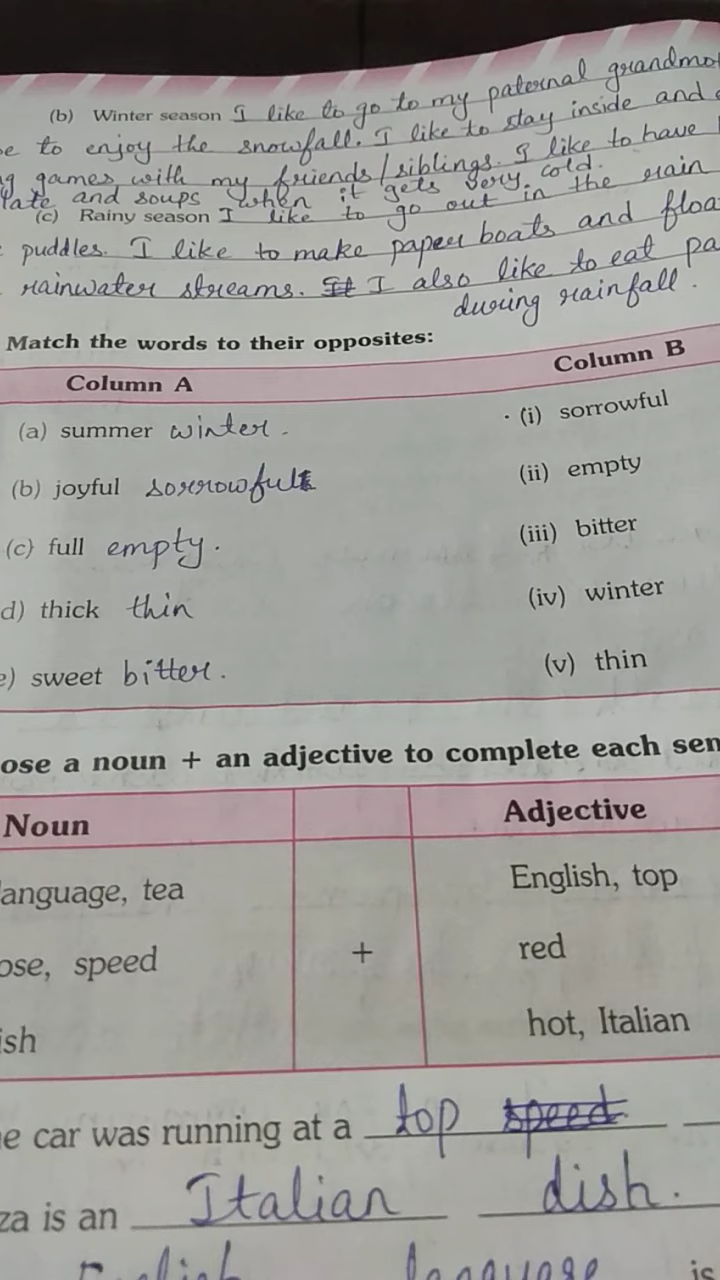 (b) Winter season I like to go to my paternal
to enjoy the snowfall. I like to stay inside and
games with my friends / siblings. I like to have
and soups when it gets very cold.
(c) Rainy season I like to go out in the rain
puddles. I like to make paper boats and
rainwater streams. I also like to eat
during rainfall.
Match the words to their opposites:
Column A Column B
(a) summer winter. (i) sorrowful
(b) joyful sorrowful (ii) empty
(c) full empty. (iii) bitter
d) thick thin (iv) winter
e) sweet bitter. (v) thin
ose a noun + an adjective to complete each sen
Noun Adjective
anguage, tea English, top
ose, speed + red
ish hot, Italian
e car was running at a top speed
za is an Italian dish.
English language is